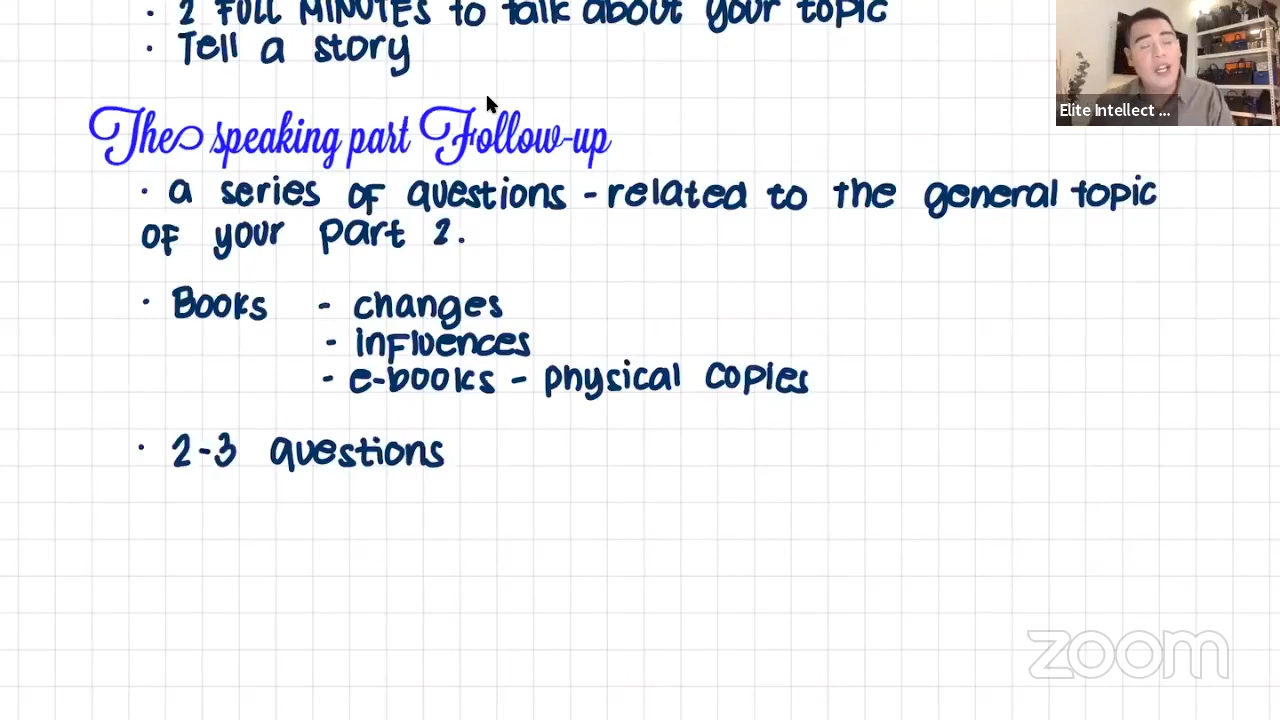 · 2 FULL MINUTES to talk about your topic
· Tell a story
The speaking part Follow-up
· a series of questions - related to the general topic
of your part 2.
· Books - changes
- influences
- e-books - physical copies
· 2-3 questions
Elite Intellect ...
zoom